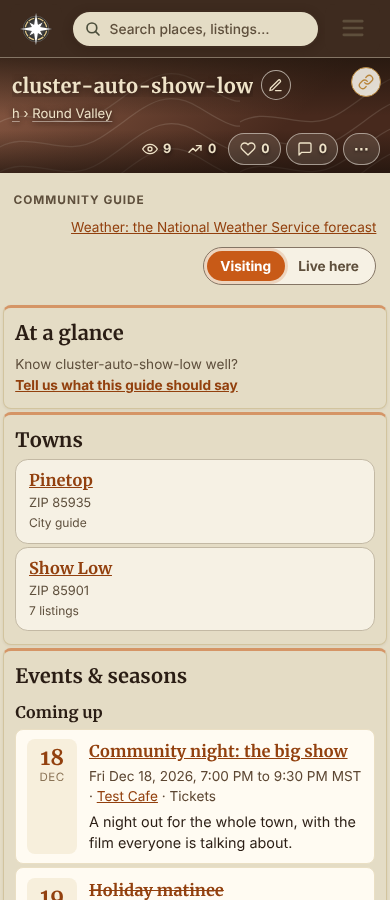 Search places, listings...
cluster-auto-show-low
h › Round Valley
9 0 0 0
COMMUNITY GUIDE
Weather: the National Weather Service forecast
Visiting Live here
At a glance
Know cluster-auto-show-low well?
Tell us what this guide should say
Towns
Pinetop
ZIP 85935
City guide
Show Low
ZIP 85901
7 listings
Events & seasons
Coming up
18
DEC
Community night: the big show
Fri Dec 18, 2026, 7:00 PM to 9:30 PM MST
· Test Cafe · Tickets
A night out for the whole town, with the
film everyone is talking about.
19
Holiday matinee